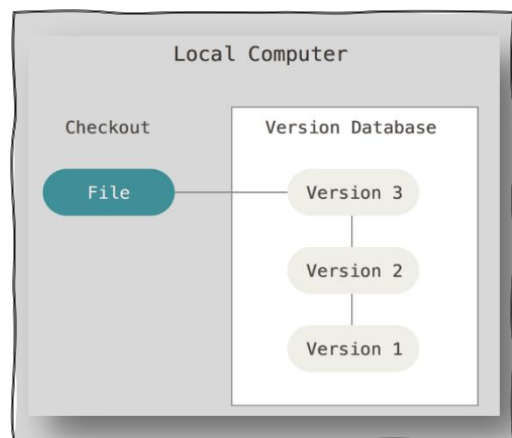 Local Computer
Checkout
Version Database
File
Version 3
Version 2
Version 1